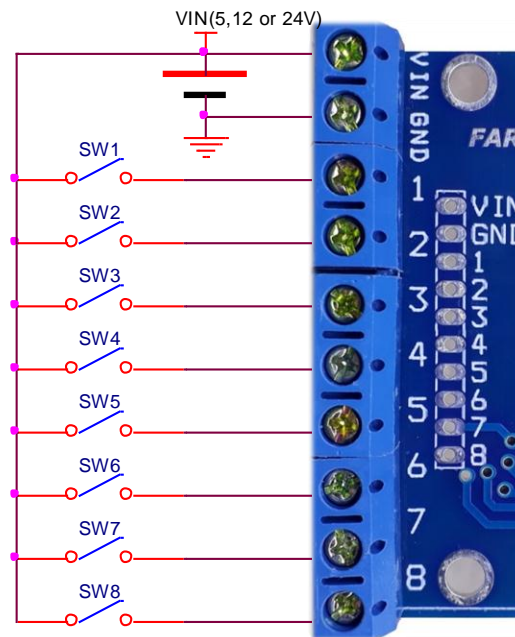 VIN(5,12 or 24V)
VIN
GND
FAR
SW1
1
VIN
SW2
2
GND
1
2
SW3
3
3
4
SW4
4
5
SW5
5
6
7
SW6
6
8
SW7
7
SW8
8